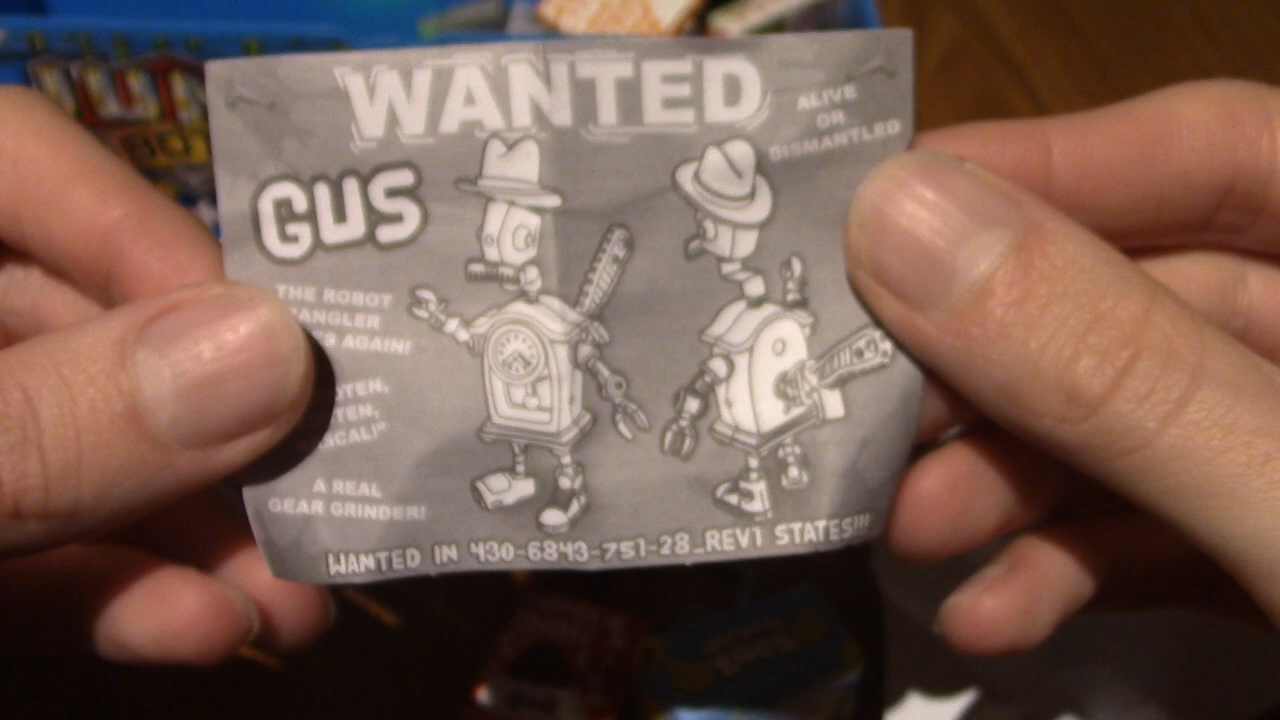 WANTED
ALIVE
OR
DISMANTLED
GUS
THE ROBOT
AGAIN!
A REAL
GEAR GRINDER!
WANTED IN 430-6843-751-28_REV1 STATES!!!